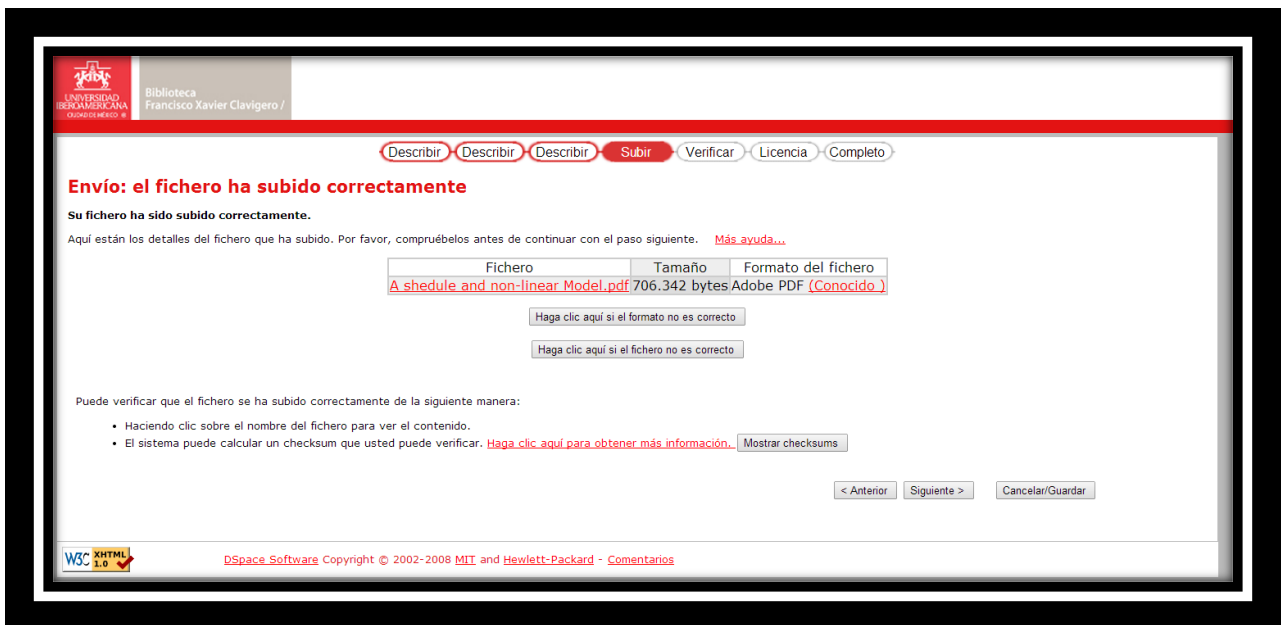 UNIVERSIDAD
IBEROAMERICANA
CIUDAD DE MÉXICO ®
Biblioteca
Francisco Xavier Clavigero /
Describir Describir Describir Subir Verificar Licencia Completo
Envío: el fichero ha subido correctamente
Su fichero ha sido subido correctamente.
Aquí están los detalles del fichero que ha subido. Por favor, compruébelos antes de continuar con el paso siguiente. Más ayuda...
Fichero Tamaño Formato del fichero
A shedule and non-linear Model.pdf 706.342 bytes Adobe PDF (Conocido )
Haga clic aquí si el formato no es correcto
Haga clic aquí si el fichero no es correcto
Puede verificar que el fichero se ha subido correctamente de la siguiente manera:
• Haciendo clic sobre el nombre del fichero para ver el contenido.
• El sistema puede calcular un checksum que usted puede verificar. Haga clic aquí para obtener más información. Mostrar checksums
< Anterior Siguiente > Cancelar/Guardar
W3C XHTML 1.0
DSpace Software Copyright © 2002-2008 MIT and Hewlett-Packard - Comentarios